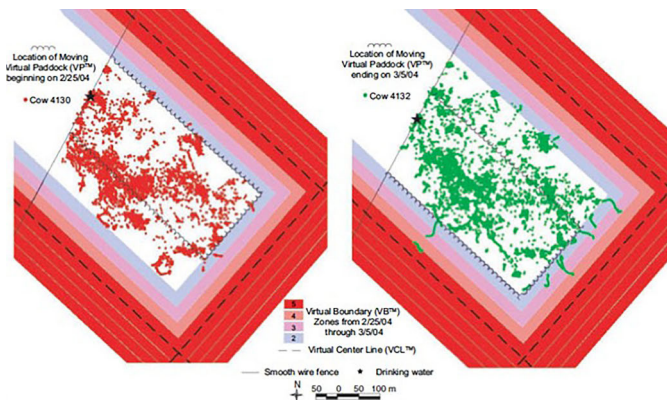 Location of Moving
Virtual Paddock (VP™)
beginning on 2/25/04
Cow 4130
Location of Moving
Virtual Paddock (VP™)
ending on 3/5/04
Cow 4132
5
4
3
2
Virtual Boundary (VB™)
Zones from 2/25/04
through 3/5/04
Virtual Center Line (VCL™)
Smooth wire fence
Drinking water
N
50 0 50 100 m